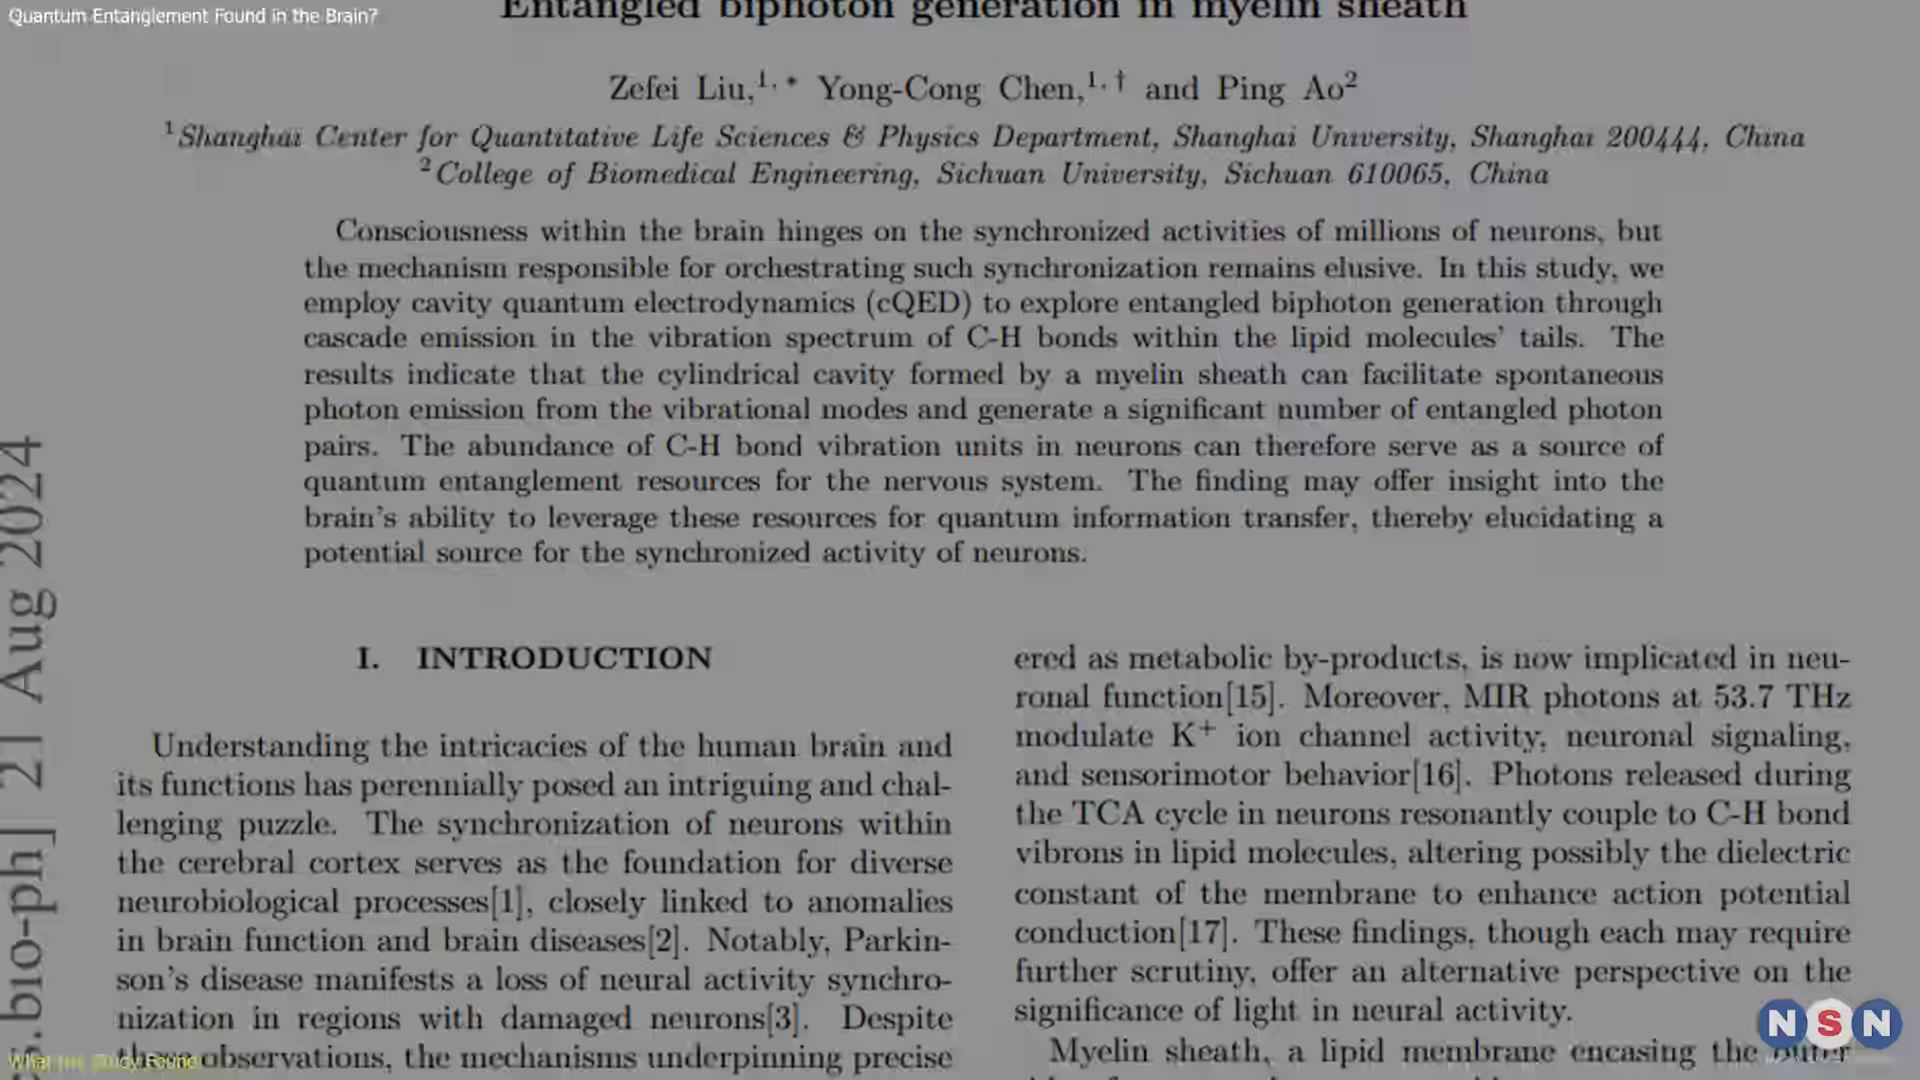 Quantum Entanglement Found in the Brain?
Entangled biphoton generation in myelin sheath
Zefei Liu,1, * Yong-Cong Chen,1, † and Ping Ao2
1Shanghai Center for Quantitative Life Sciences & Physics Department, Shanghai University, Shanghai 200444, China
2College of Biomedical Engineering, Sichuan University, Sichuan 610065, China
Consciousness within the brain hinges on the synchronized activities of millions of neurons, but
the mechanism responsible for orchestrating such synchronization remains elusive. In this study, we
employ cavity quantum electrodynamics (cQED) to explore entangled biphoton generation through
cascade emission in the vibration spectrum of C-H bonds within the lipid molecules' tails. The
results indicate that the cylindrical cavity formed by a myelin sheath can facilitate spontaneous
photon emission from the vibrational modes and generate a significant number of entangled photon
pairs. The abundance of C-H bond vibration units in neurons can therefore serve as a source of
quantum entanglement resources for the nervous system. The finding may offer insight into the
brain's ability to leverage these resources for quantum information transfer, thereby elucidating a
potential source for the synchronized activity of neurons.
s.bio-ph] 21 Aug 2024
I. INTRODUCTION
Understanding the intricacies of the human brain and
its functions has perennially posed an intriguing and chal-
lenging puzzle. The synchronization of neurons within
the cerebral cortex serves as the foundation for diverse
neurobiological processes[1], closely linked to anomalies
in brain function and brain diseases[2]. Notably, Parkin-
son's disease manifests a loss of neural activity synchro-
nization in regions with damaged neurons[3]. Despite
observations, the mechanisms underpinning precise
ered as metabolic by-products, is now implicated in neu-
ronal function[15]. Moreover, MIR photons at 53.7 THz
modulate K+ ion channel activity, neuronal signaling,
and sensorimotor behavior[16]. Photons released during
the TCA cycle in neurons resonantly couple to C-H bond
vibrons in lipid molecules, altering possibly the dielectric
constant of the membrane to enhance action potential
conduction[17]. These findings, though each may require
further scrutiny, offer an alternative perspective on the
significance of light in neural activity.
Myelin sheath, a lipid membrane encasing the outer
What the Study Found
NSN